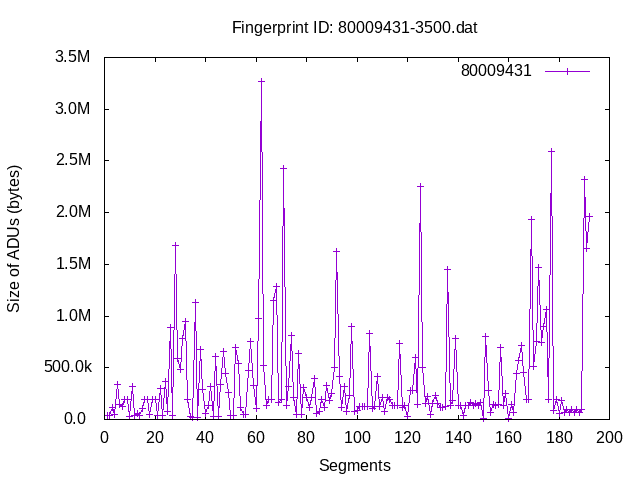 Fingerprint ID: 80009431-3500.dat
80009431
3.5M
3.0M
2.5M
2.0M
1.5M
1.0M
500.0k
0.0
Size of ADUs (bytes)
0 20 40 60 80 100 120 140 160 180 200
Segments